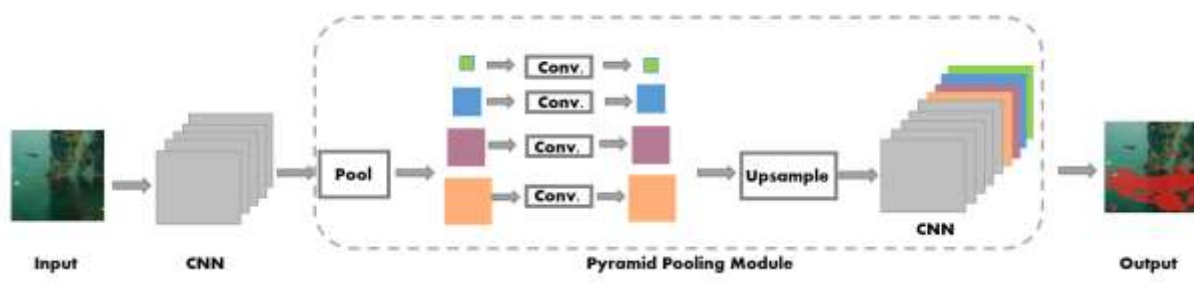 Conv.
Conv.
Conv.
Pool
Upsample
Conv.
CNN
Input
CNN
Pyramid Pooling Module
Output